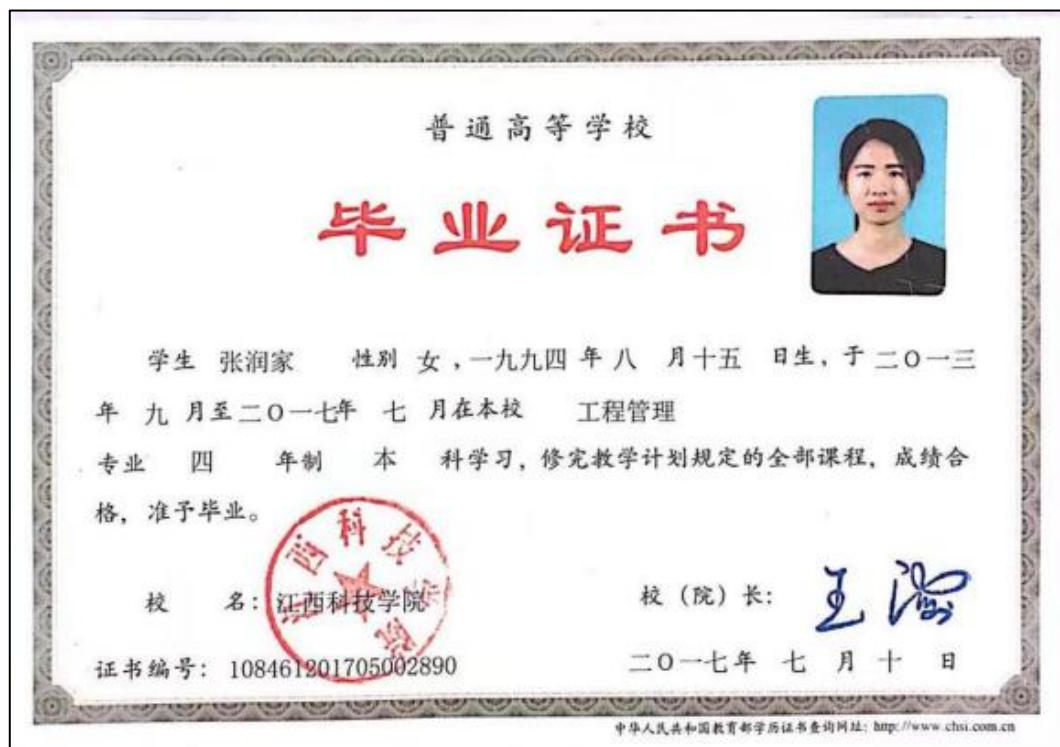 普通高等学校
毕业证书
学生 张润家 性别 女，一九九四 年 八 月 十五 日生，于 二〇一三
年 九 月至 二〇一七年 七 月在本校 工程管理
专业 四 年制 本 科学习，修完教学计划规定的全部课程，成绩合
格，准予毕业。
江西科技学院
校 名：江西科技学院
校（院）长：
证书编号：108461201705002890
二〇一七年 七 月 十 日
中华人民共和国教育部学历证书查询网址：http://www.chsi.com.cn